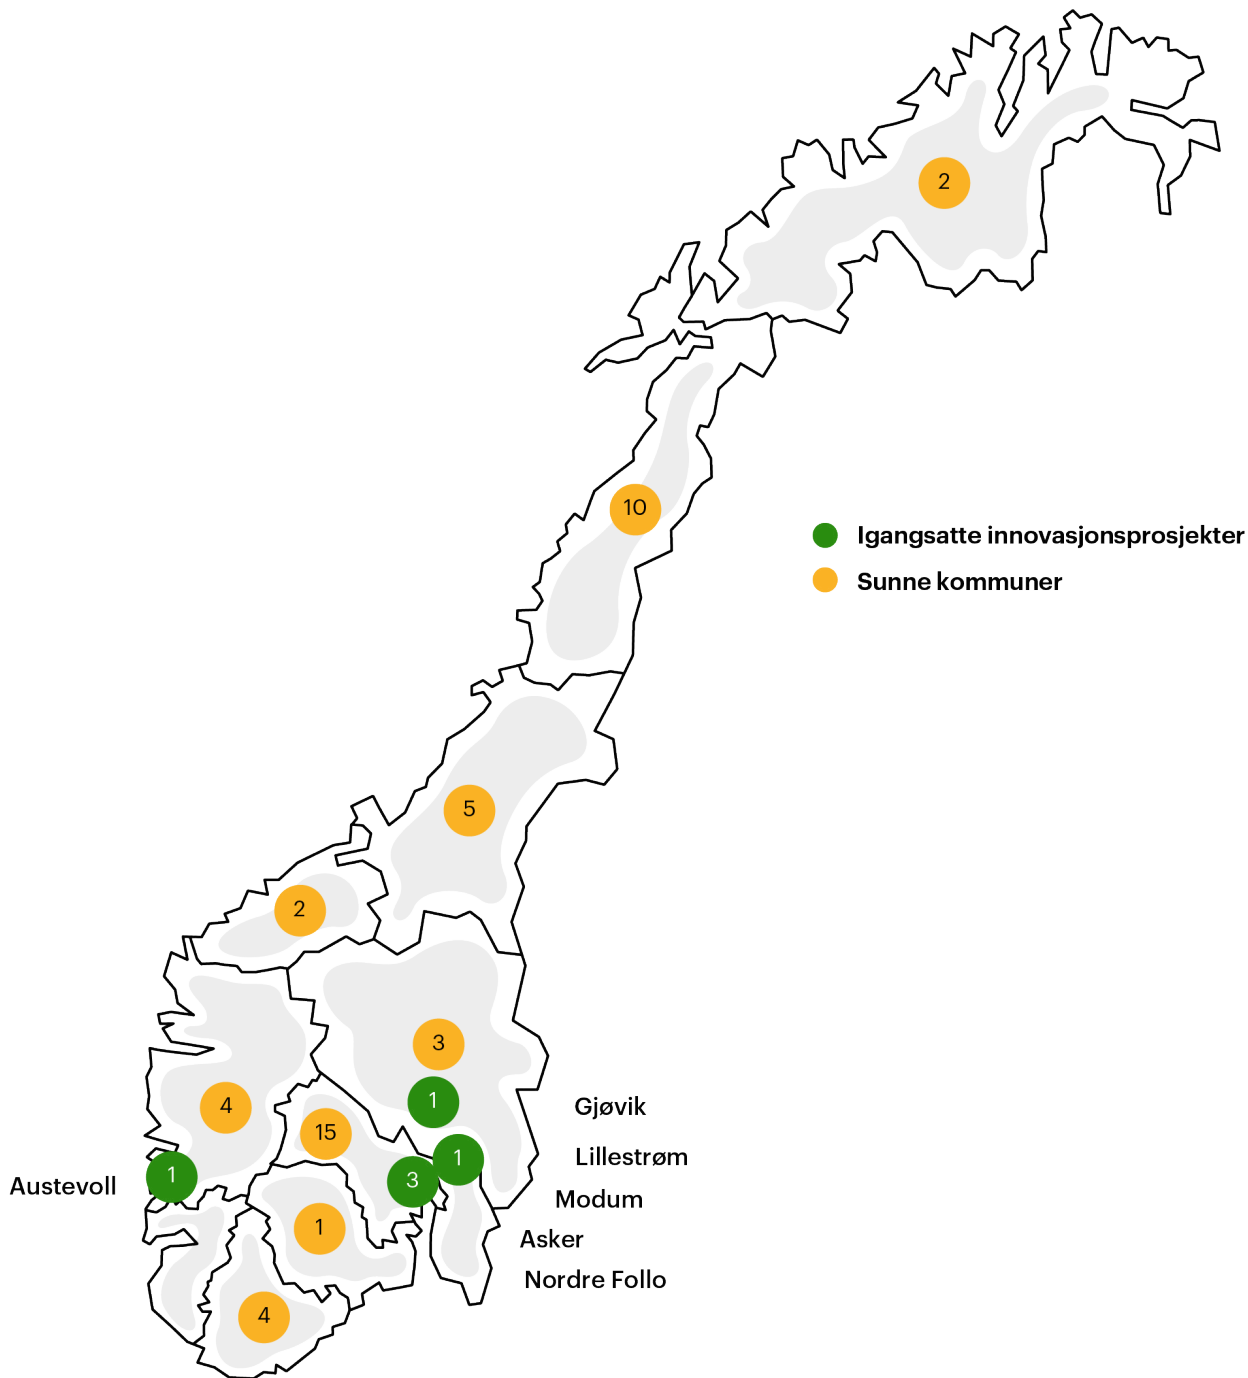 2
10
Igangsatte innovasjonsprosjekter
Sunne kommuner
5
2
3
1
Gjøvik
4
15
1
Lillestrøm
Austevoll
1
3
Modum
1
Asker
Nordre Follo
4